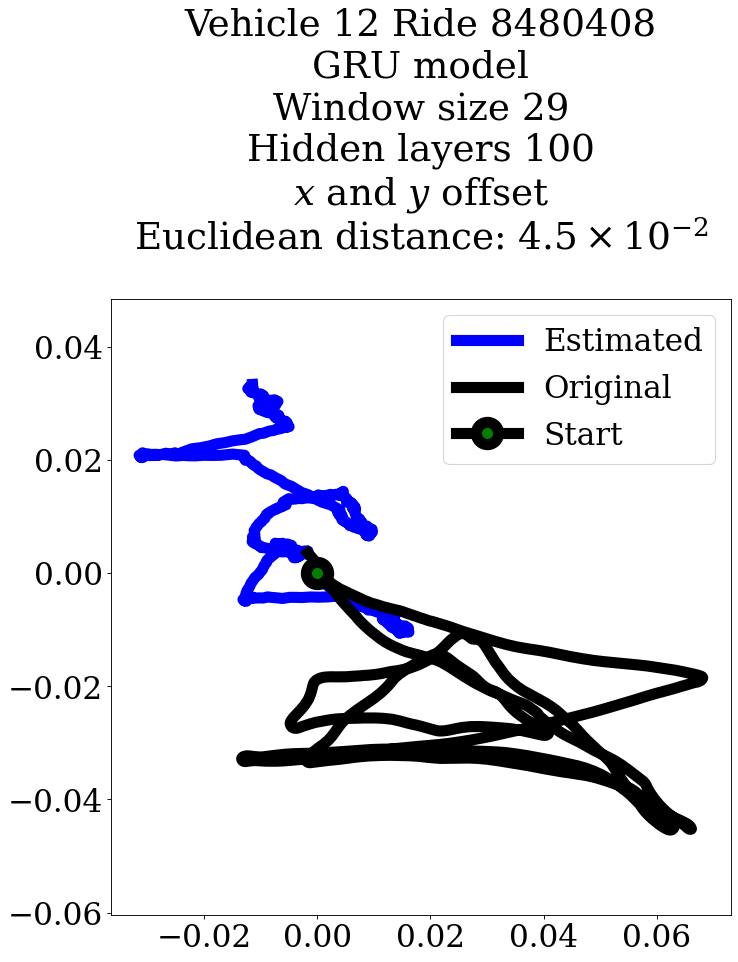 Vehicle 12 Ride 8480408
GRU model
Window size 29
Hidden layers 100
x and y offset
Euclidean distance: 4.5 × 10⁻²
Estimated
Original
Start
0.04
0.02
0.00
−0.02
−0.04
−0.06
−0.02 0.00 0.02 0.04 0.06